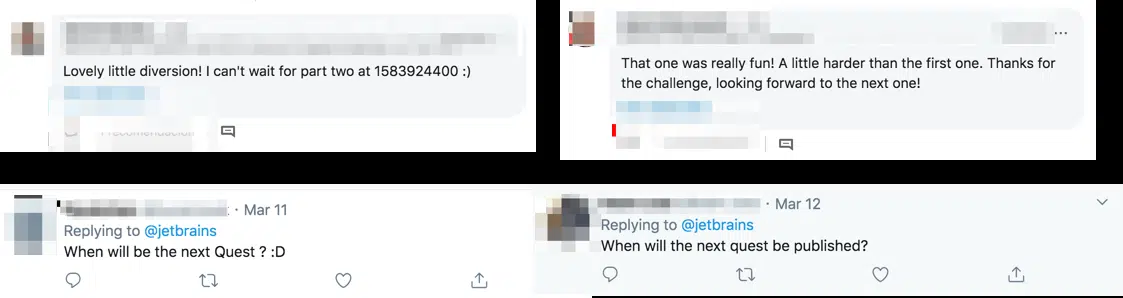 Lovely little diversion! I can't wait for part two at 1583924400 :)
That one was really fun! A little harder than the first one. Thanks for
the challenge, looking forward to the next one!
· Mar 11
Replying to @jetbrains
When will be the next Quest ? :D
· Mar 12
Replying to @jetbrains
When will the next quest be published?